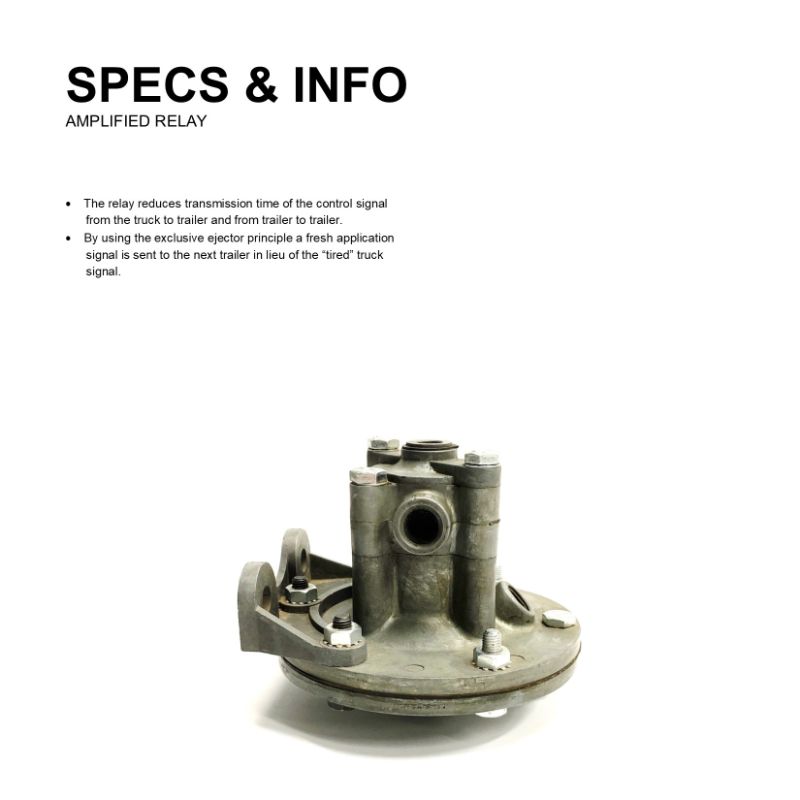 SPECS & INFO
AMPLIFIED RELAY
• The relay reduces transmission time of the control signal
from the truck to trailer and from trailer to trailer.
• By using the exclusive ejector principle a fresh application
signal is sent to the next trailer in lieu of the “tired” truck
signal.